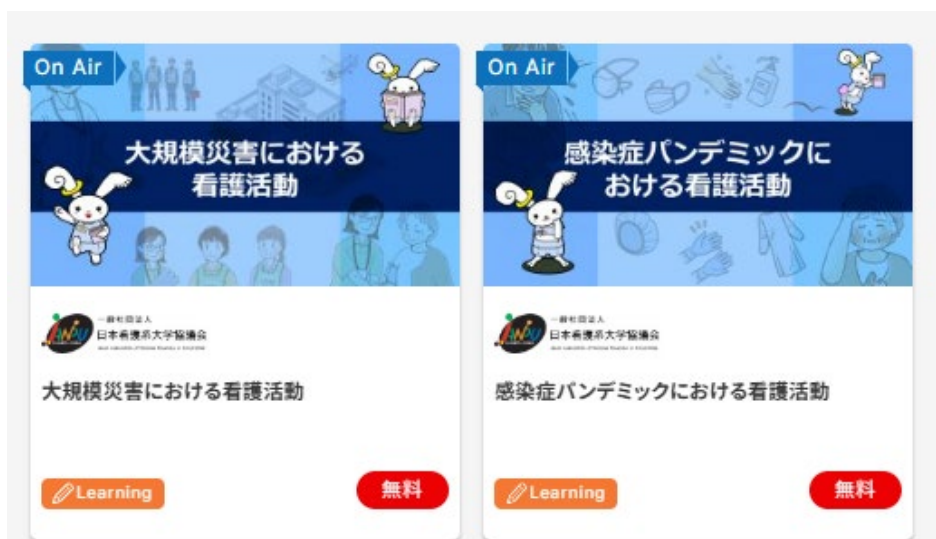 On Air
大規模災害における
看護活動
一般社団法人
日本看護系大学協議会
大規模災害における看護活動
Learning
無料
On Air
感染症パンデミックに
おける看護活動
一般社団法人
日本看護系大学協議会
感染症パンデミックにおける看護活動
Learning
無料